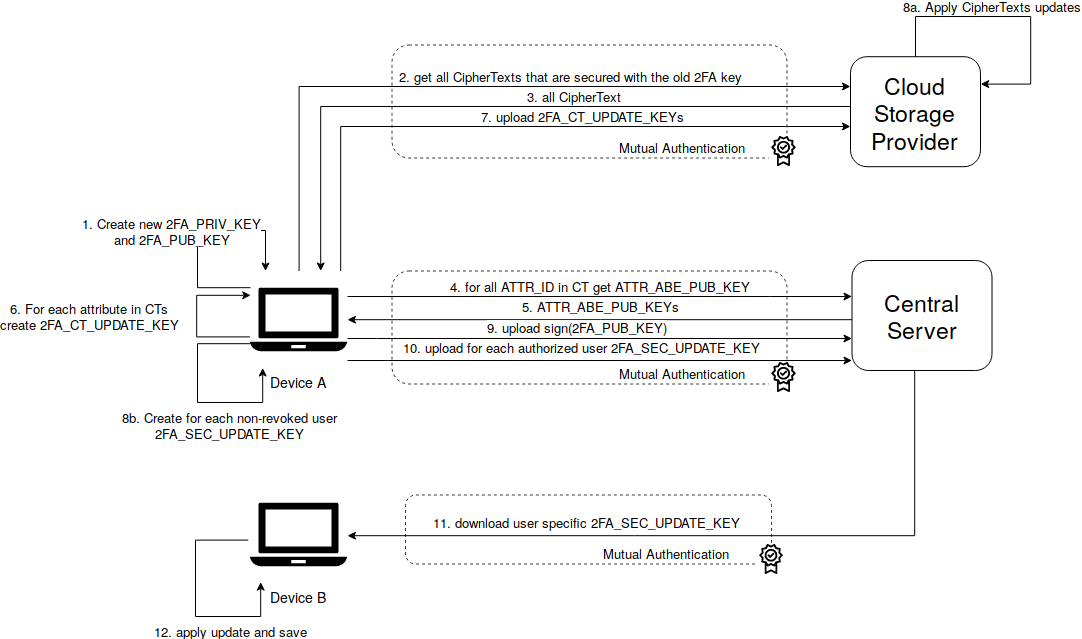 8a. Apply CipherTexts updates
2. get all CipherTexts that are secured with the old 2FA key
3. all CipherText
7. upload 2FA_CT_UPDATE_KEYs
Mutual Authentication
Cloud
Storage
Provider
1. Create new 2FA_PRIV_KEY
and 2FA_PUB_KEY
6. For each attribute in CTs
create 2FA_CT_UPDATE_KEY
4. for all ATTR_ID in CT get ATTR_ABE_PUB_KEY
5. ATTR_ABE_PUB_KEYs
9. upload sign(2FA_PUB_KEY)
10. upload for each authorized user 2FA_SEC_UPDATE_KEY
Mutual Authentication
Central
Server
Device A
8b. Create for each non-revoked user
2FA_SEC_UPDATE_KEY
11. download user specific 2FA_SEC_UPDATE_KEY
Mutual Authentication
Device B
12. apply update and save